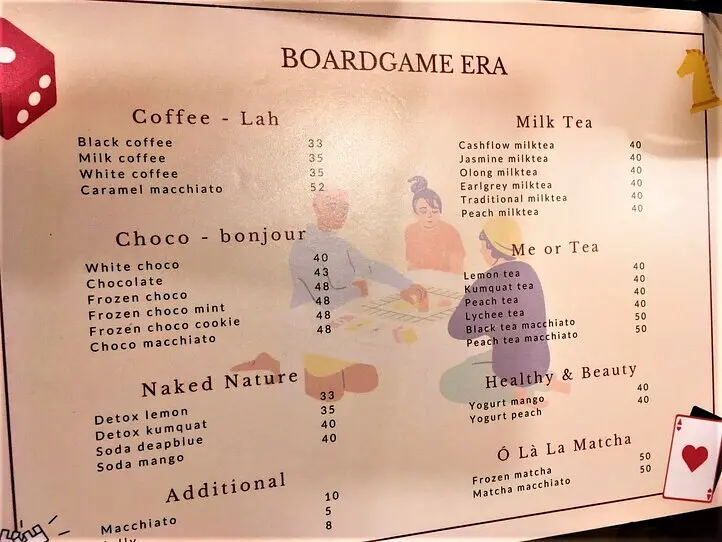 BOARDGAME ERA
Coffee - Lah
Black coffee 33
Milk coffee 35
White coffee 35
Caramel macchiato 52
Choco - bonjour
White choco 40
Chocolate 43
Frozen choco 48
Frozen choco mint 48
Frozen choco cookie 48
Choco macchiato 48
Naked Nature
Detox lemon 33
Detox kumquat 35
Soda deapblue 40
Soda mango 40
Additional
Macchiato 10
5
8
Milk Tea
Cashflow milktea 40
Jasmine milktea 40
Olong milktea 40
Earlgrey milktea 40
Traditional milktea 40
Peach milktea 40
Me or Tea
Lemon tea 40
Kumquat tea 40
Peach tea 40
Lychee tea 40
Black tea macchiato 50
Peach tea macchiato 50
Healthy & Beauty
Yogurt mango 40
Yogurt peach 40
Ó Là La Matcha
Frozen matcha 50
Matcha macchiato 50